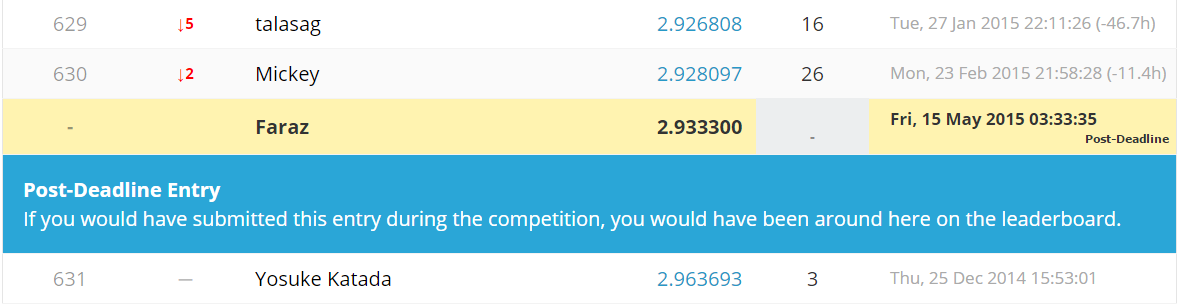 629 ↓5 talasag 2.926808 16 Tue, 27 Jan 2015 22:11:26 (-46.7h)
630 ↓2 Mickey 2.928097 26 Mon, 23 Feb 2015 21:58:28 (-11.4h)
- Faraz 2.933300 - Fri, 15 May 2015 03:33:35
Post-Deadline
Post-Deadline Entry
If you would have submitted this entry during the competition, you would have been around here on the leaderboard.
631 — Yosuke Katada 2.963693 3 Thu, 25 Dec 2014 15:53:01